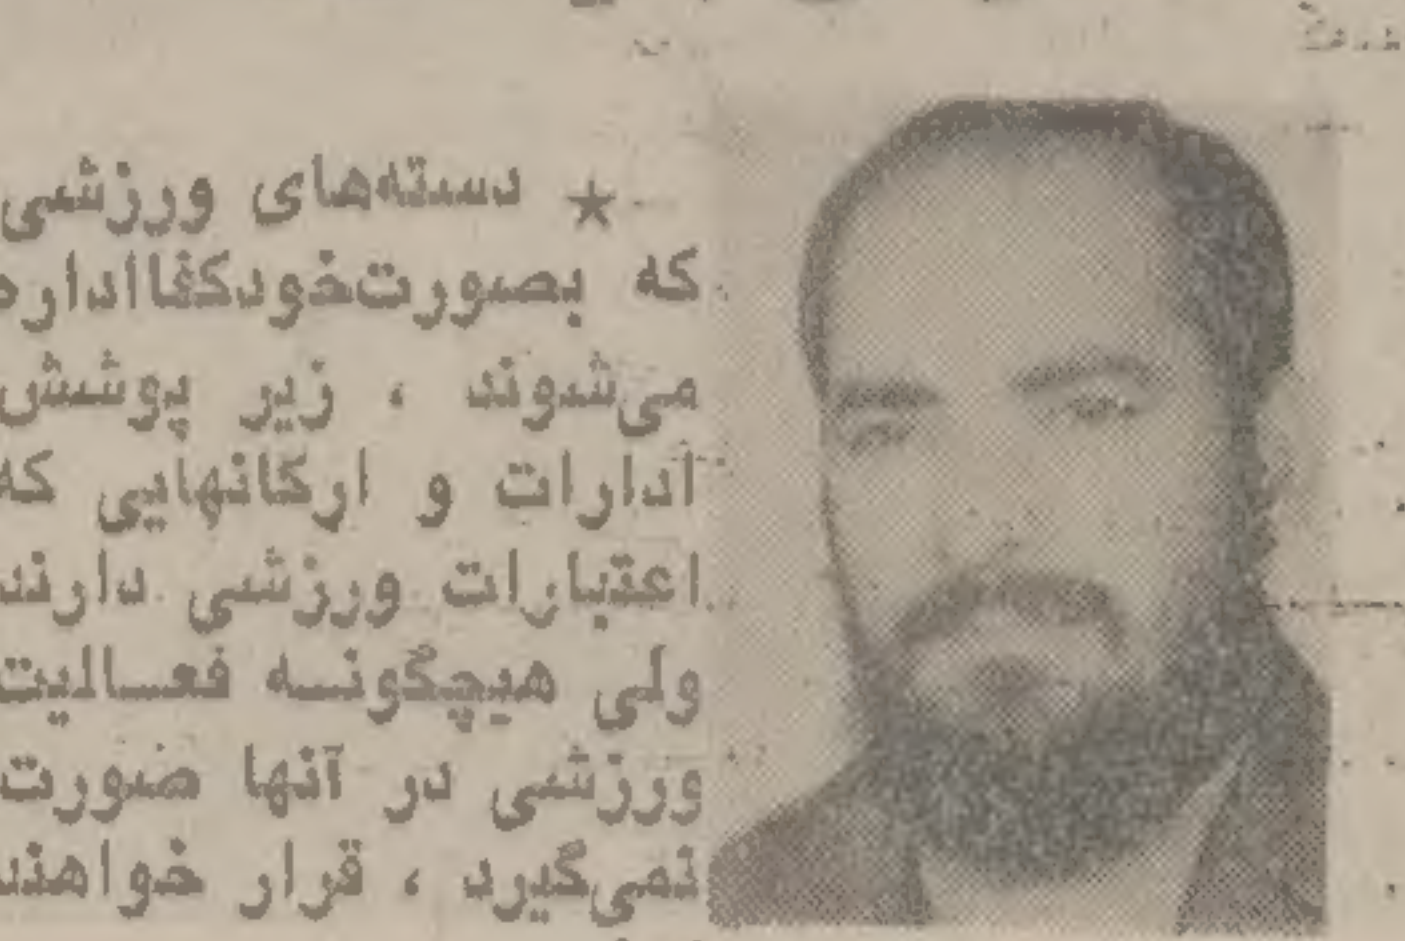 ★ دسته‌های ورزشی
که بصورت‌خودکفااداره
می‌شوند ، زیر پوشش
ادارات و ارگانهایی که
اعتبارات ورزشی دارند
ولی هیچگونه فعالیت
ورزشی در آنها صورت
نمی‌گیرد ، قرار خواهند